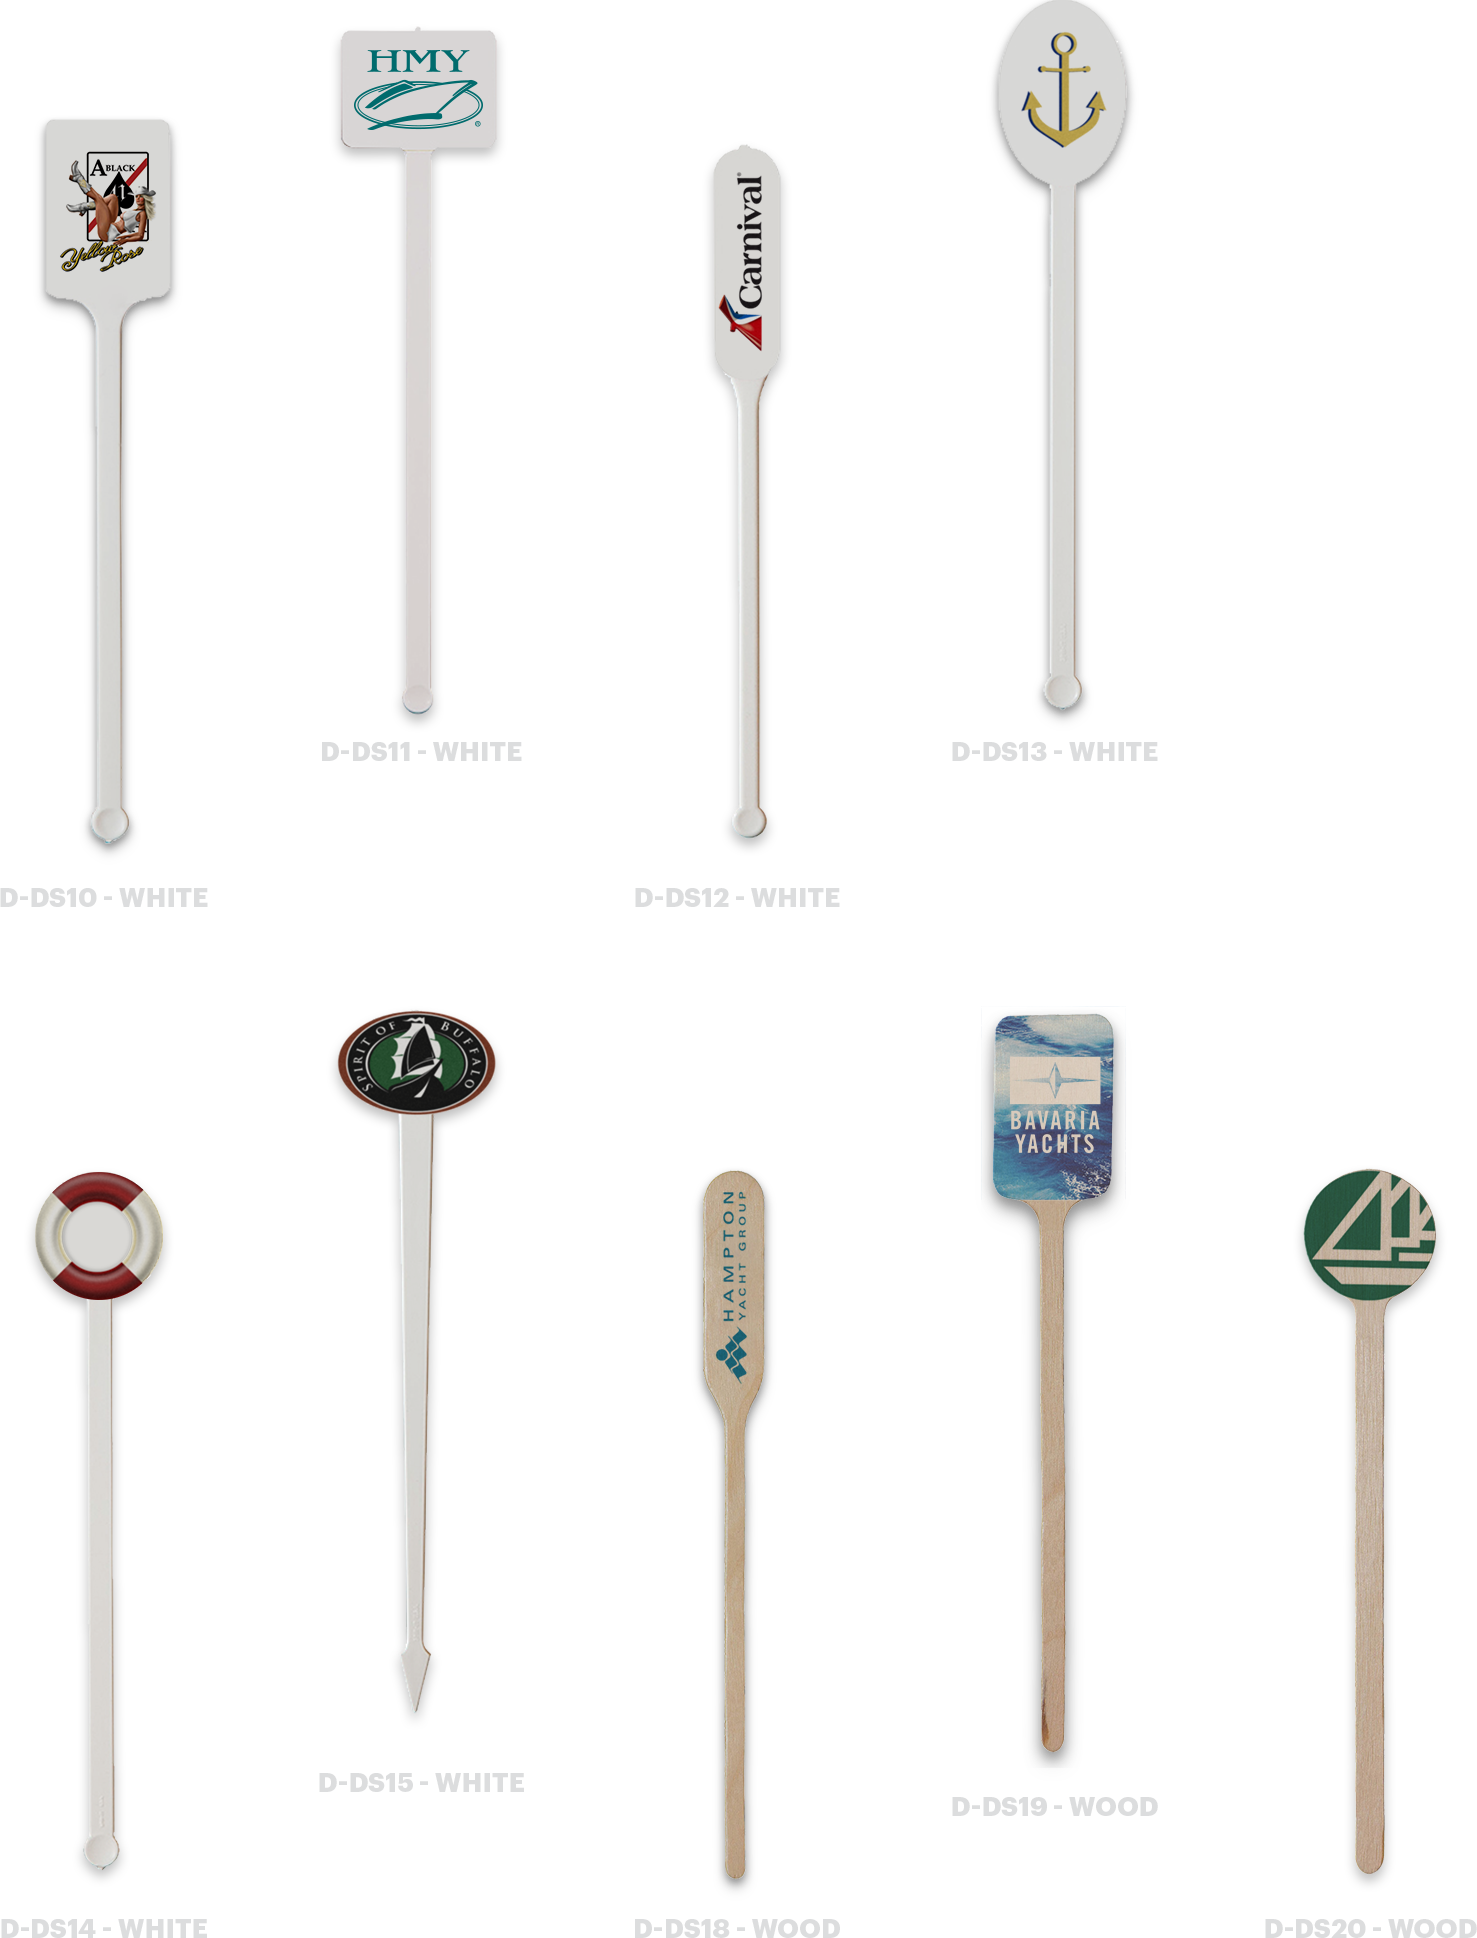 HMY
®
A BLACK
1
Yellow Rose
Carnival®
D-DS11 - WHITE
D-DS13 - WHITE
D-DS10 - WHITE
D-DS12 - WHITE
SPIRIT OF BUFFALO
BAVARIA
YACHTS
HAMPTON
YACHT GROUP
D-DS15 - WHITE
D-DS19 - WOOD
D-DS14 - WHITE
D-DS18 - WOOD
D-DS20 - WOOD